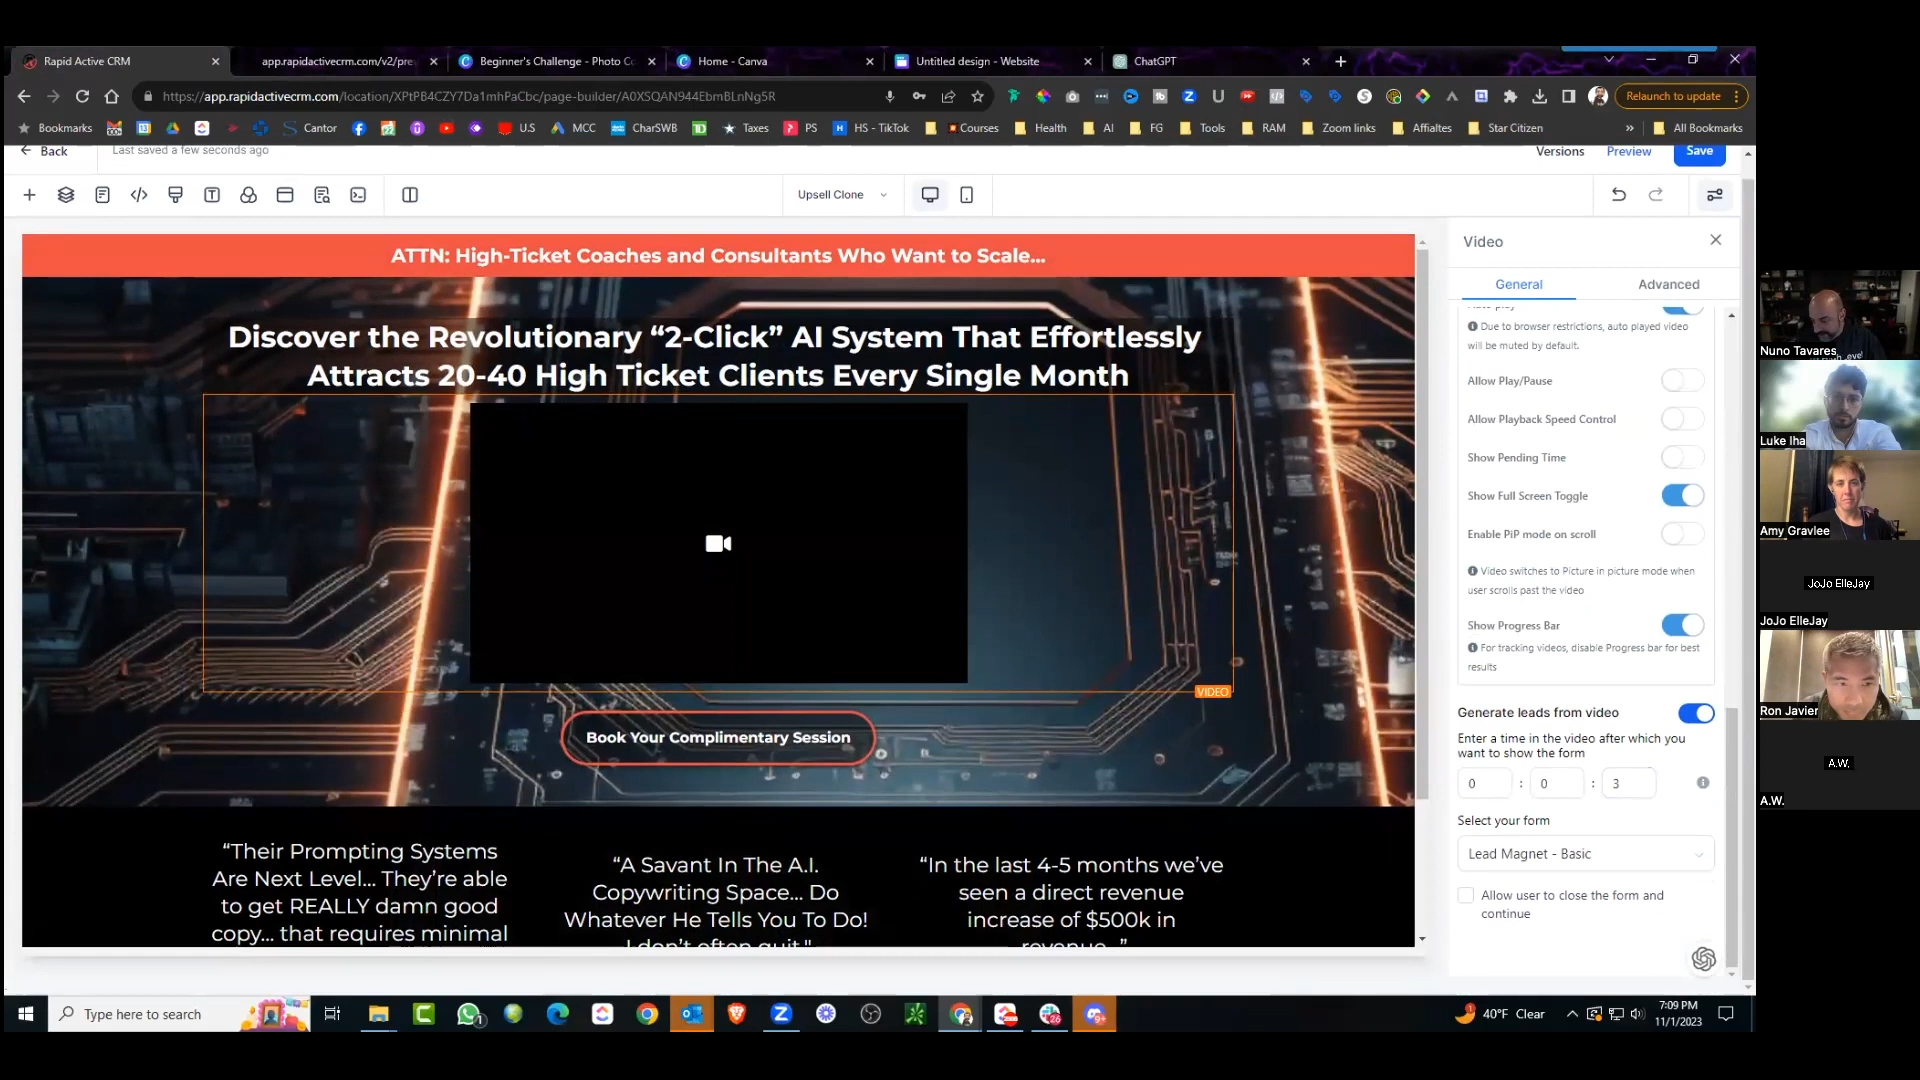 Rapid Active CRM
app.rapidactivecrm.com/v2/pre
Beginner's Challenge - Photo Co
Home - Canva
Untitled design - Website
ChatGPT
https://app.rapidactivecrm.com/location/XPtPB4CZY7Da1mhPaCbc/page-builder/A0XSQAN944EbmBLnNg5R
Relaunch to update
Bookmarks
Cantor
U.S
MCC
CharSWB
Taxes
PS
HS - TikTok
Courses
Health
AI
FG
Tools
RAM
Zoom links
Affialtes
Star Citizen
»
All Bookmarks
Back
Last saved a few seconds ago
Versions
Preview
Save
Upsell Clone
ATTN: High-Ticket Coaches and Consultants Who Want to Scale...
Discover the Revolutionary “2-Click” AI System That Effortlessly
Attracts 20-40 High Ticket Clients Every Single Month
VIDEO
Book Your Complimentary Session
“Their Prompting Systems
Are Next Level... They’re able
to get REALLY damn good
copy... that requires minimal
“A Savant In The A.I.
Copywriting Space... Do
Whatever He Tells You To Do!
I don’t often quit."
“In the last 4-5 months we’ve
seen a direct revenue
increase of $500k in
revenue...”
Video
General
Advanced
Due to browser restrictions, auto played video
will be muted by default.
Allow Play/Pause
Allow Playback Speed Control
Show Pending Time
Show Full Screen Toggle
Enable PiP mode on scroll
Video switches to Picture in picture mode when
user scrolls past the video
Show Progress Bar
For tracking videos, disable Progress bar for best
results
Generate leads from video
Enter a time in the video after which you
want to show the form
0 : 0 : 3
Select your form
Lead Magnet - Basic
Allow user to close the form and
continue
Nuno Tavares
Luke Iha
Amy Gravlee
JoJo ElleJay
JoJo ElleJay
Ron Javier
A.W.
A.W.
Type here to search
40°F Clear
7:09 PM
11/1/2023